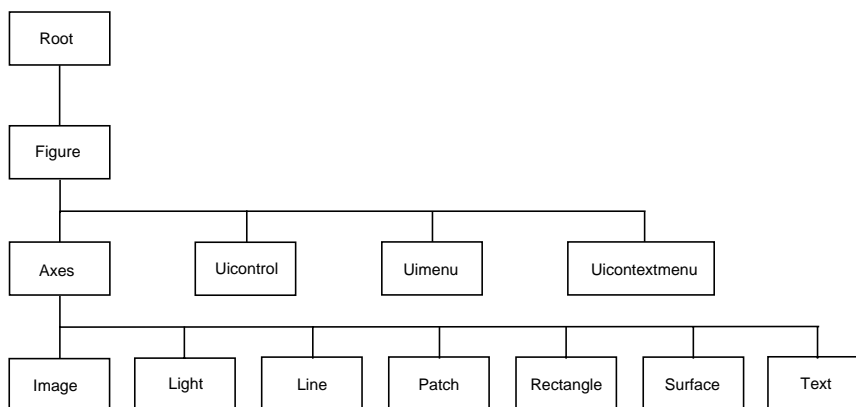 Root
Figure
Axes
Uicontrol
Uimenu
Uicontextmenu
Image
Light
Line
Patch
Rectangle
Surface
Text